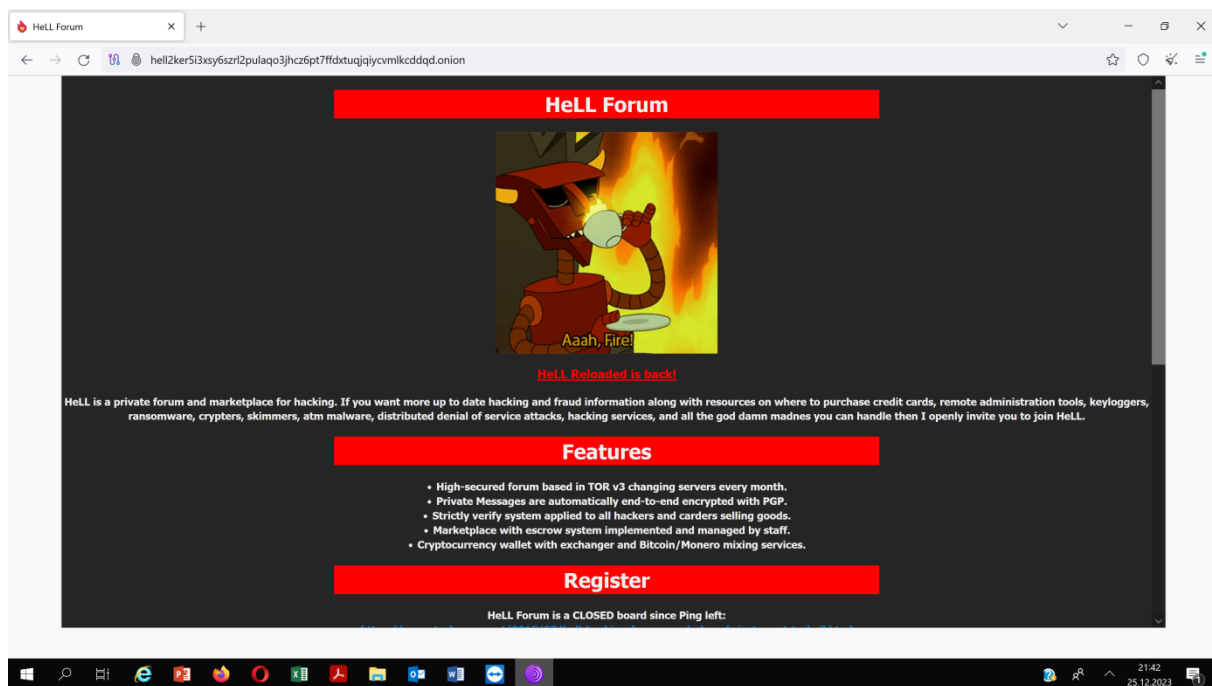 HeLL Forum
hell2ker5i3xsy6szrl2pulaqo3jhcz6pt7ffdxtuqjqiycvmlkcddqd.onion
HeLL Forum
Aaah, Fire!
HeLL Reloaded is back!
HeLL is a private forum and marketplace for hacking. If you want more up to date hacking and fraud information along with resources on where to purchase credit cards, remote administration tools, keyloggers,
ransomware, crypters, skimmers, atm malware, distributed denial of service attacks, hacking services, and all the god damn madnes you can handle then I openly invite you to join HeLL.
Features
• High-secured forum based in TOR v3 changing servers every month.
• Private Messages are automatically end-to-end encrypted with PGP.
• Strictly verify system applied to all hackers and carders selling goods.
• Marketplace with escrow system implemented and managed by staff.
• Cryptocurrency wallet with exchanger and Bitcoin/Monero mixing services.
Register
HeLL Forum is a CLOSED board since Ping left:
21:42
25.12.2023